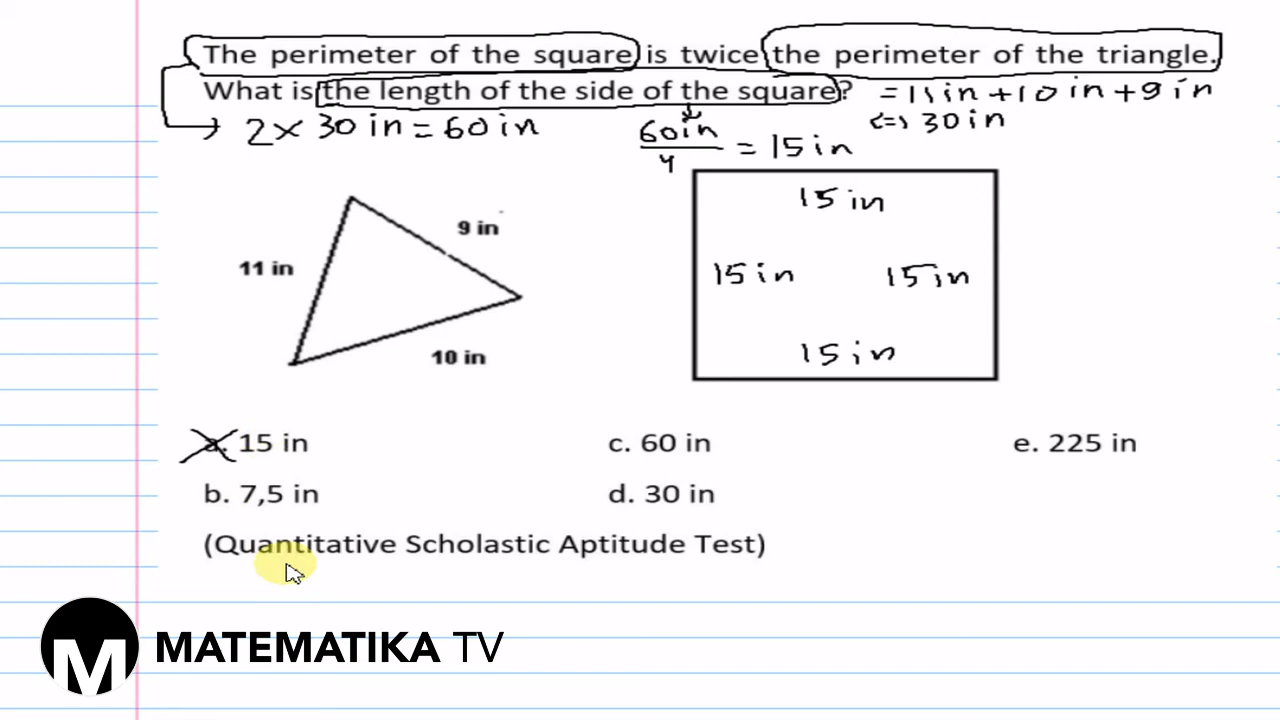 The perimeter of the square is twice the perimeter of the triangle.
What is the length of the side of the square? = 11 in + 10 in + 9 in
2 × 30 in = 60 in
60 in / 4 = 15 in
<=> 30 in
9 in
11 in
10 in
15 in
15 in 15 in
15 in
a. 15 in c. 60 in e. 225 in
b. 7,5 in d. 30 in
(Quantitative Scholastic Aptitude Test)
M MATEMATIKA TV